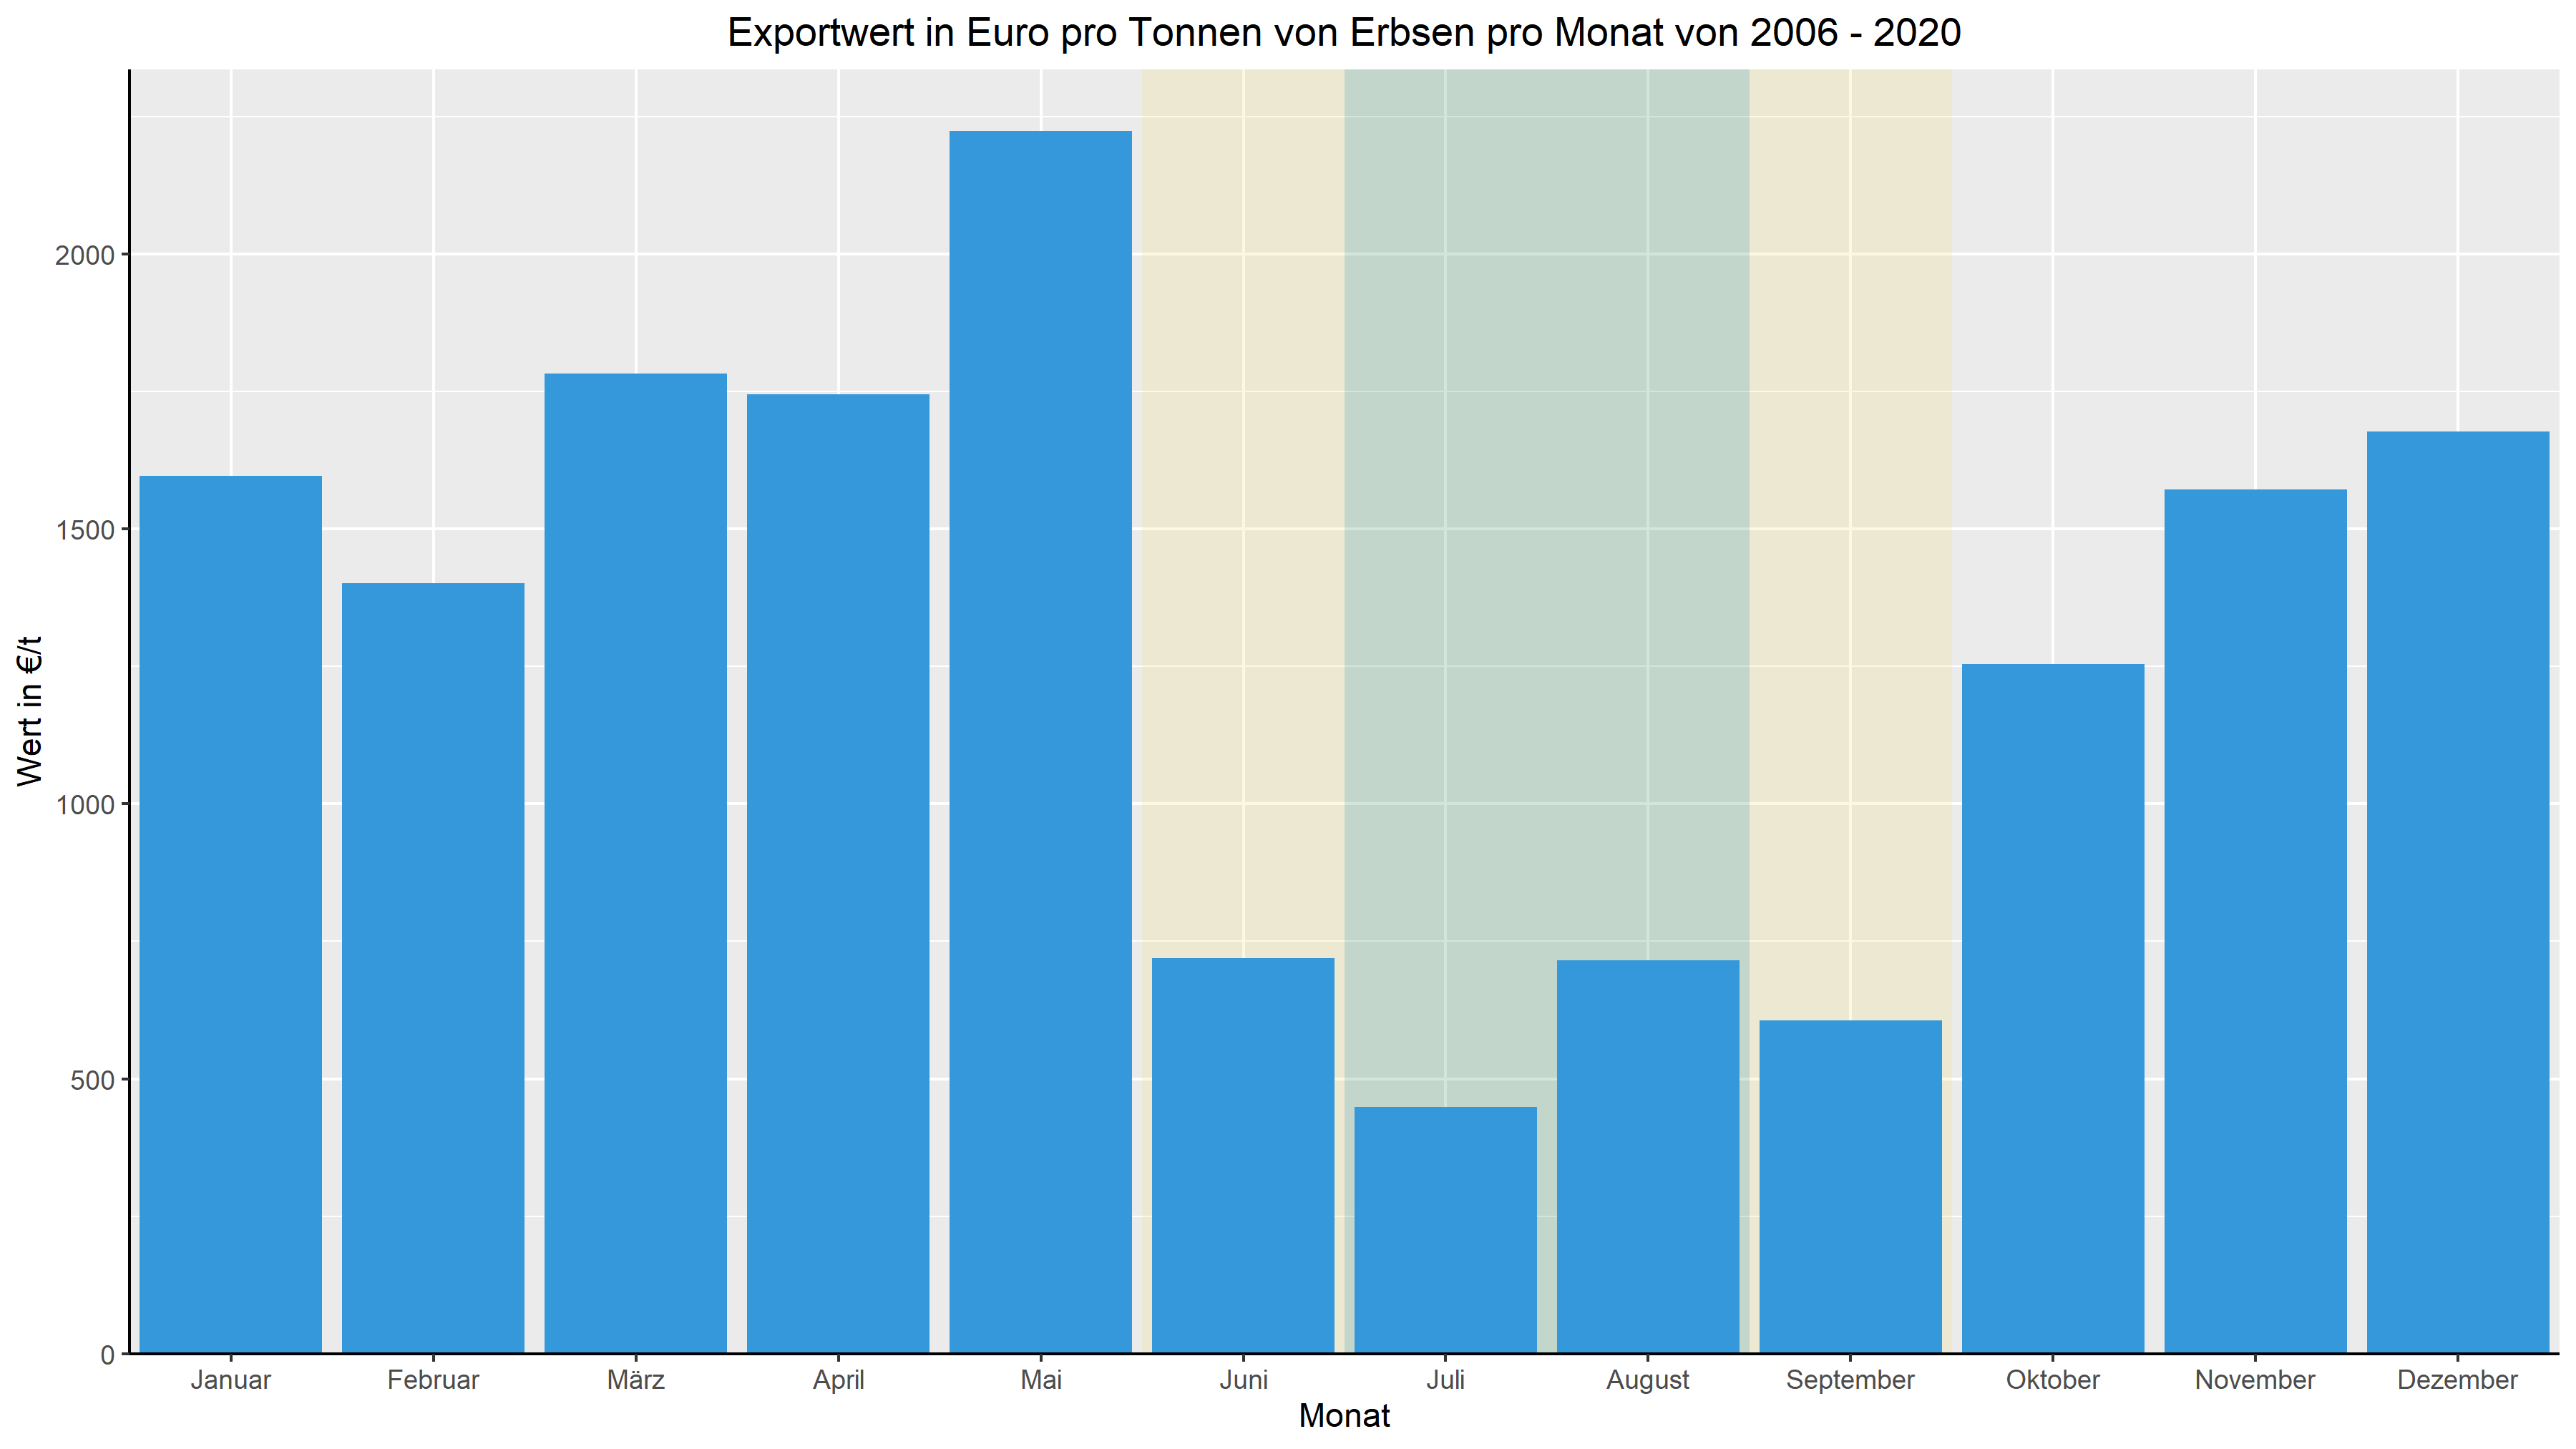 Exportwert in Euro pro Tonnen von Erbsen pro Monat von 2006 - 2020
Wert in €/t
2000
1500
1000
500
0
Januar Februar März April Mai Juni Juli August September Oktober November Dezember
Monat